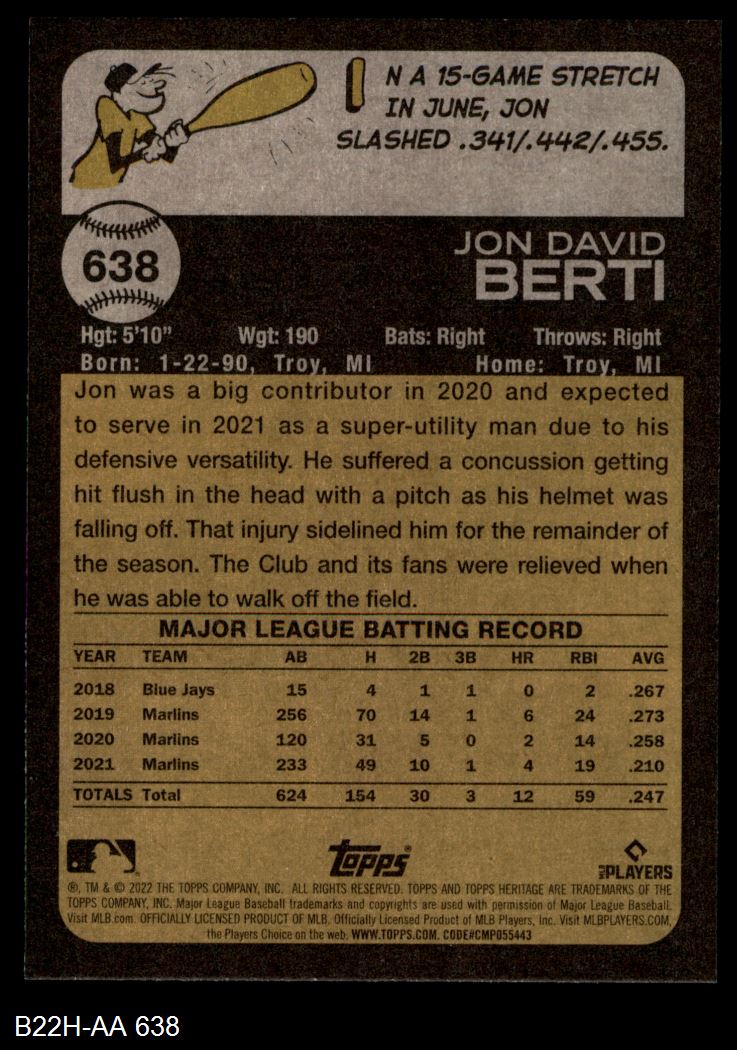 IN A 15-GAME STRETCH
IN JUNE, JON
SLASHED .341/.442/.455.
638
JON DAVID
BERTI
Hgt: 5'10" Wgt: 190 Bats: Right Throws: Right
Born: 1-22-90, Troy, MI Home: Troy, MI
Jon was a big contributor in 2020 and expected
to serve in 2021 as a super-utility man due to his
defensive versatility. He suffered a concussion getting
hit flush in the head with a pitch as his helmet was
falling off. That injury sidelined him for the remainder of
the season. The Club and its fans were relieved when
he was able to walk off the field.
MAJOR LEAGUE BATTING RECORD
YEAR TEAM AB H 2B 3B HR RBI AVG
2018 Blue Jays 15 4 1 1 0 2 .267
2019 Marlins 256 70 14 1 6 24 .273
2020 Marlins 120 31 5 0 2 14 .258
2021 Marlins 233 49 10 1 4 19 .210
TOTALS Total 624 154 30 3 12 59 .247
Topps®
MLB PLAYERS
®, TM & © 2022 THE TOPPS COMPANY, INC. ALL RIGHTS RESERVED. TOPPS AND TOPPS HERITAGE ARE TRADEMARKS OF THE
TOPPS COMPANY, INC. Major League Baseball trademarks and copyrights are used with permission of Major League Baseball.
Visit MLB.com. OFFICIALLY LICENSED PRODUCT OF MLB. Officially Licensed Product of MLB Players, Inc. Visit MLBPLAYERS.COM,
the Players Choice on the web. WWW.TOPPS.COM. CODE#CMP055443
B22H-AA 638